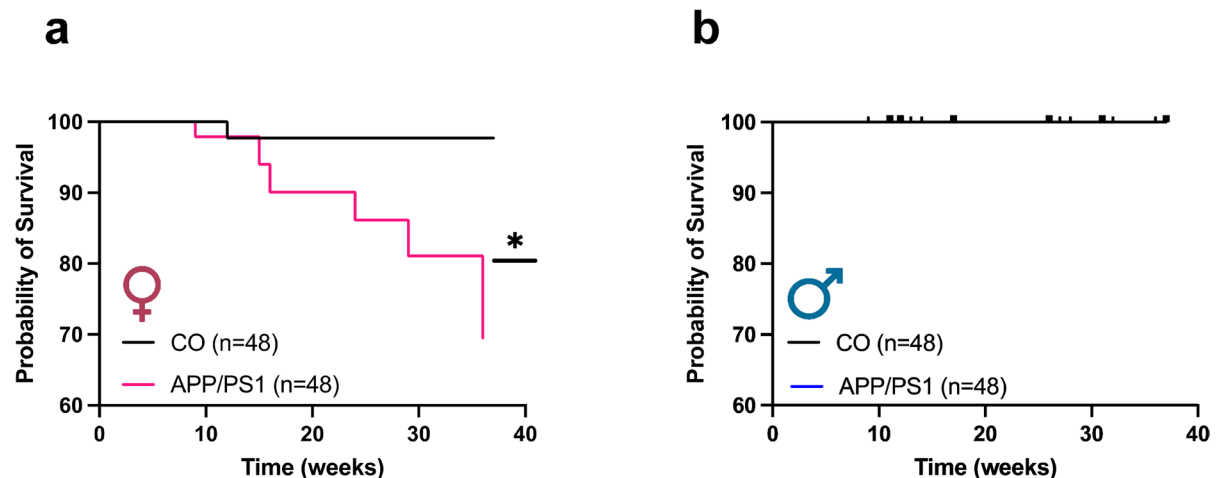 a
Probability of Survival
100
90
80
70
60
*
CO (n=48)
APP/PS1 (n=48)
0 10 20 30 40
Time (weeks)
b
Probability of Survival
100
90
80
70
60
CO (n=48)
APP/PS1 (n=48)
0 10 20 30 40
Time (weeks)